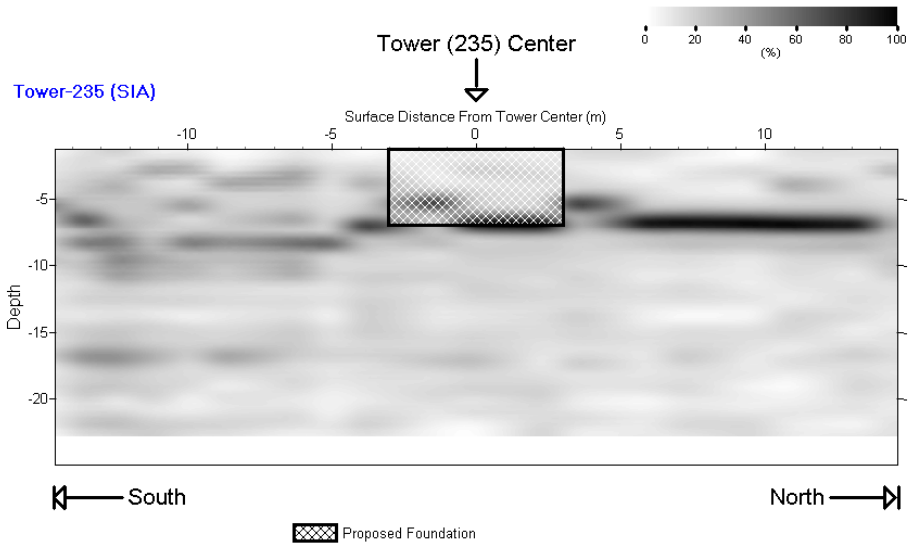 Tower (235) Center
0 20 40 60 80 100
(%)
Tower-235 (SIA)
Surface Distance From Tower Center (m)
-10 -5 0 5 10
-5
-10
-15
-20
Depth
South
North
Proposed Foundation